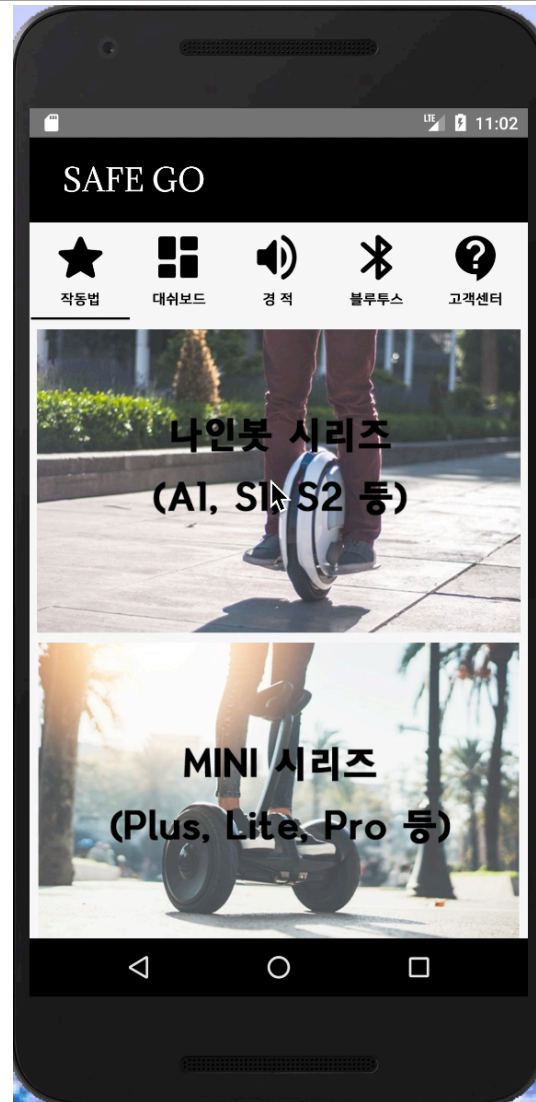 LTE 11:02
SAFE GO
작동법 대쉬보드 경 적 블루투스 고객센터
나인봇 시리즈
(A1, S1, S2 등)
MINI 시리즈
(Plus, Lite, Pro 등)